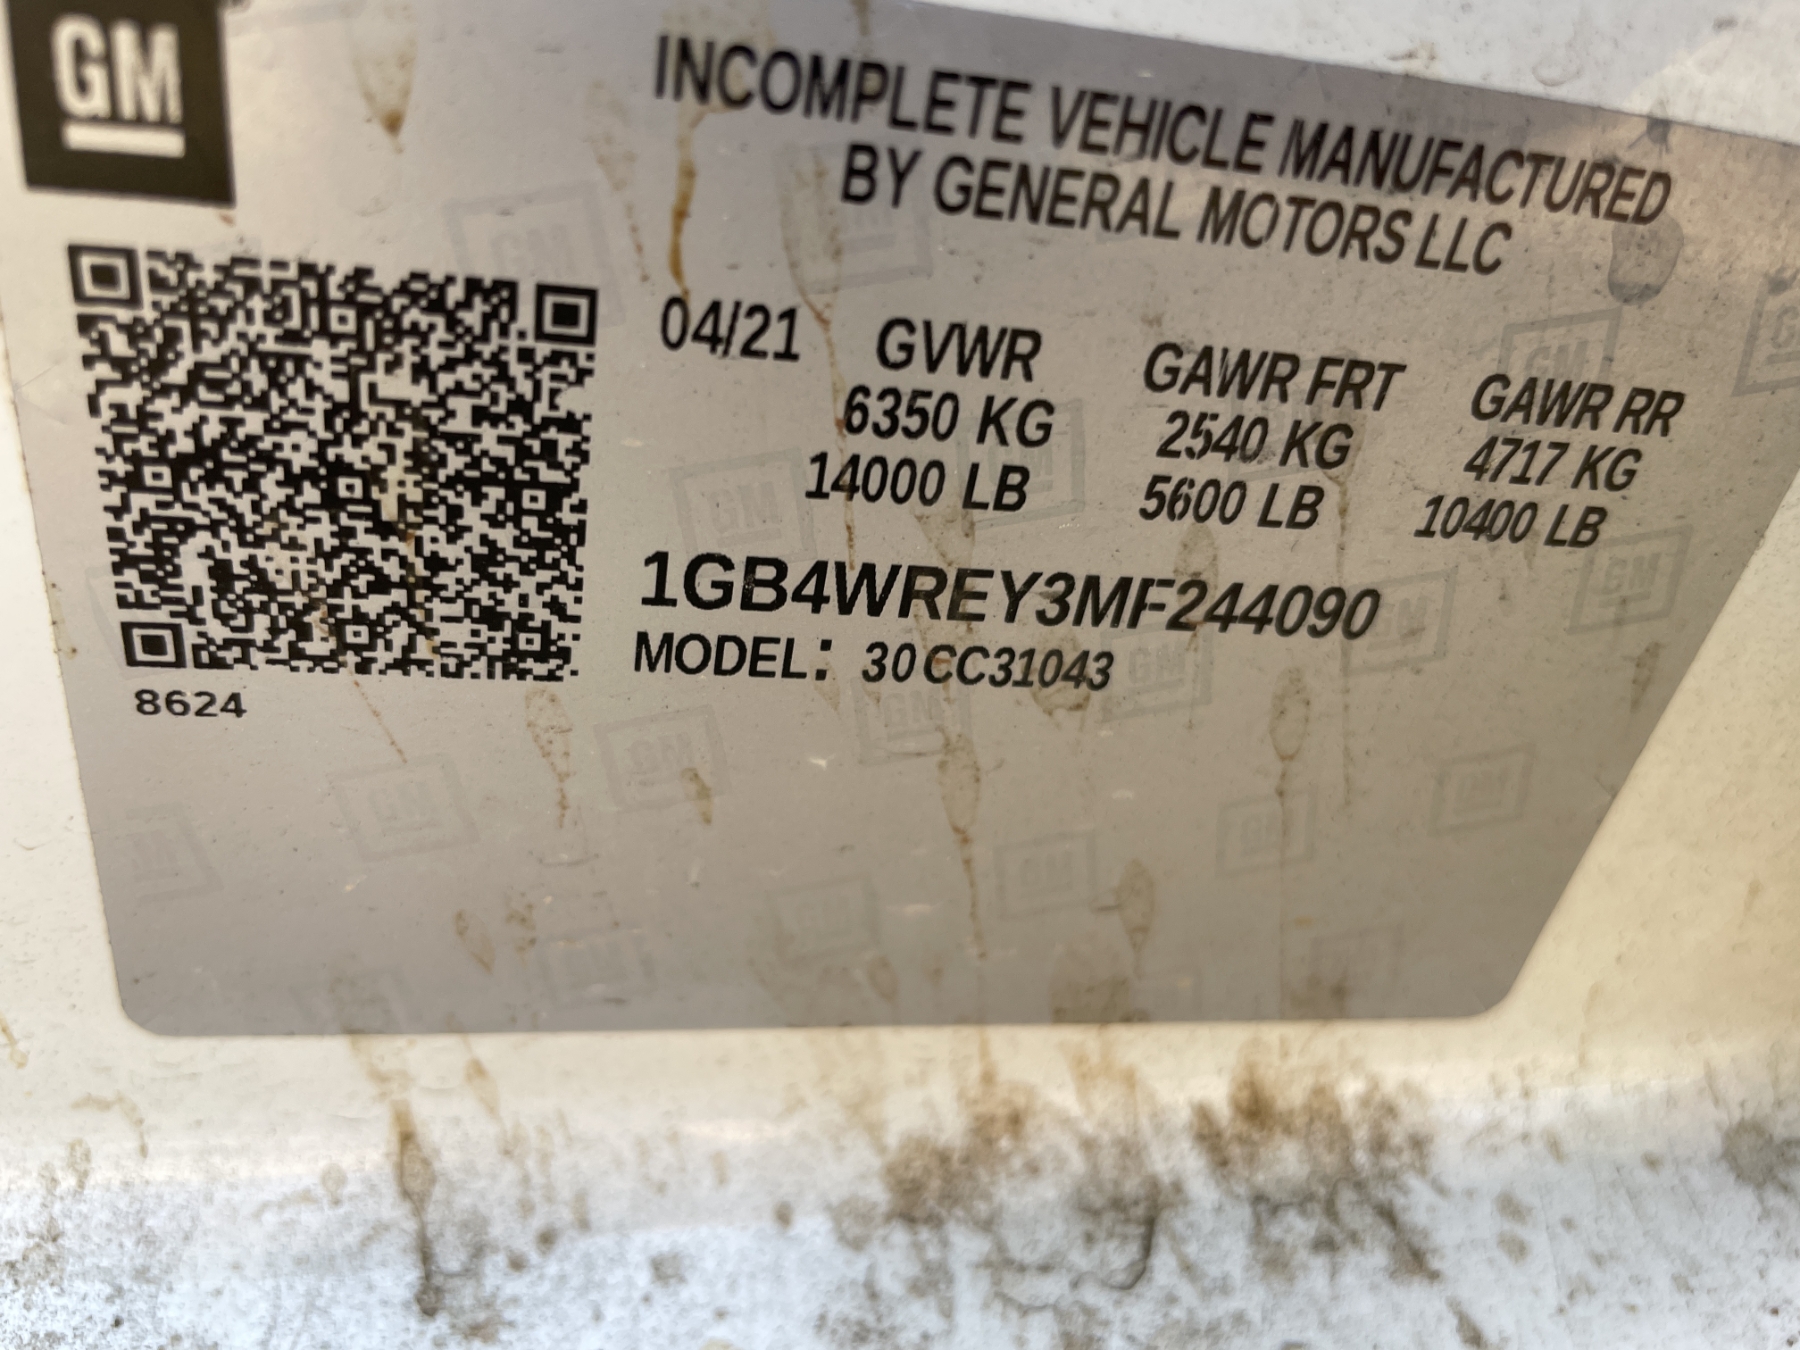 GM
INCOMPLETE VEHICLE MANUFACTURED
BY GENERAL MOTORS LLC
04/21 GVWR GAWR FRT GAWR RR
6350 KG 2540 KG 4717 KG
14000 LB 5600 LB 10400 LB
1GB4WREY3MF244090
MODEL: 30CC31043
8624